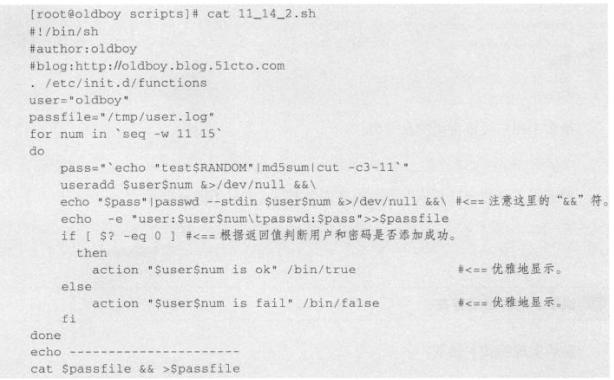 [root@oldboy scripts]# cat 11_14_2.sh
#!/bin/sh
#author:oldboy
#blog:http://oldboy.blog.51cto.com
. /etc/init.d/functions
user="oldboy"
passfile="/tmp/user.log"
for num in `seq -w 11 15`
do
    pass="`echo "test$RANDOM"|md5sum|cut -c3-11`"
    useradd $user$num &>/dev/null &&\
    echo "$pass"|passwd --stdin $user$num &>/dev/null &&\ #<== 注意这里的“&&”符。
    echo  -e "user:$user$num\tpasswd:$pass">>$passfile
    if [ $? -eq 0 ] #<== 根据返回值判断用户和密码是否添加成功。
      then
        action "$user$num is ok" /bin/true                #<== 优雅地显示。
    else
        action "$user$num is fail" /bin/false             #<== 优雅地显示。
    fi
done
echo ----------------------
cat $passfile && >$passfile